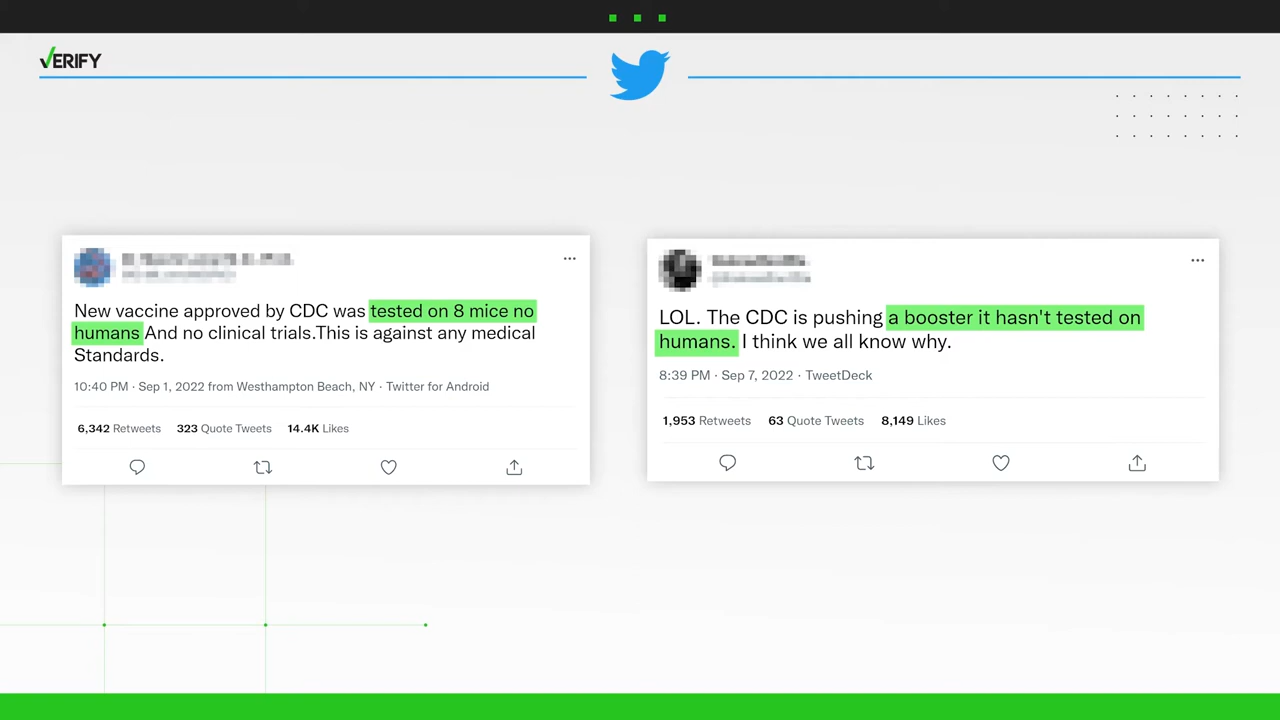 VERIFY
New vaccine approved by CDC was tested on 8 mice no
humans And no clinical trials.This is against any medical
Standards.
10:40 PM · Sep 1, 2022 from Westhampton Beach, NY · Twitter for Android
6,342 Retweets 323 Quote Tweets 14.4K Likes
LOL. The CDC is pushing a booster it hasn't tested on
humans. I think we all know why.
8:39 PM · Sep 7, 2022 · TweetDeck
1,953 Retweets 63 Quote Tweets 8,149 Likes